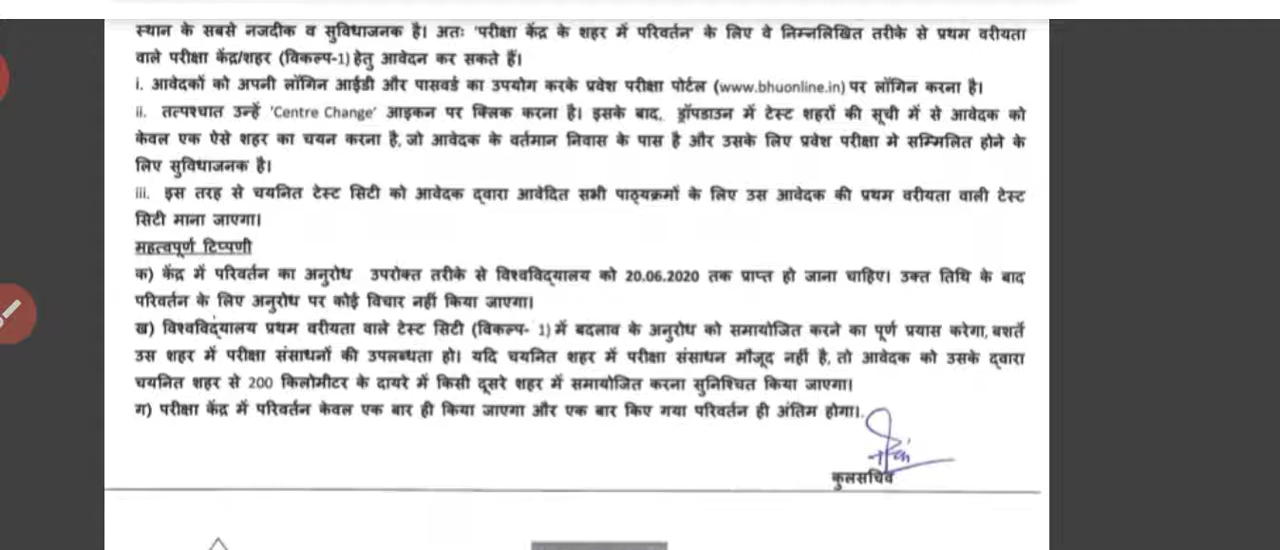 स्थान के सबसे नजदीक व सुविधाजनक है। अतः 'परीक्षा केंद्र के शहर में परिवर्तन' के लिए वे निम्नलिखित तरीके से प्रथम वरीयता
वाले परीक्षा केंद्र/शहर (विकल्प-1) हेतु आवेदन कर सकते हैं।
i. आवेदकों को अपनी लॉगिन आईडी और पासवर्ड का उपयोग करके प्रवेश परीक्षा पोर्टल (www.bhuonline.in) पर लॉगिन करना है।
ii. तत्पश्चात उन्हें 'Centre Change' आइकन पर क्लिक करना है। इसके बाद, ड्रॉपडाउन में टेस्ट शहरों की सूची में से आवेदक को
केवल एक ऐसे शहर का चयन करना है, जो आवेदक के वर्तमान निवास के पास है और उसके लिए प्रवेश परीक्षा मे सम्मिलित होने के
लिए सुविधाजनक है।
iii. इस तरह से चयनित टेस्ट सिटी को आवेदक द्वारा आवेदित सभी पाठ्यक्रमों के लिए उस आवेदक की प्रथम वरीयता वाली टेस्ट
सिटी माना जाएगा।
महत्वपूर्ण टिप्पणी
क) केंद्र में परिवर्तन का अनुरोध उपरोक्त तरीके से विश्वविद्यालय को 20.06.2020 तक प्राप्त हो जाना चाहिए। उक्त तिथि के बाद
परिवर्तन के लिए अनुरोध पर कोई विचार नहीं किया जाएगा।
ख) विश्वविद्यालय प्रथम वरीयता वाले टेस्ट सिटी (विकल्प- 1) में बदलाव के अनुरोध को समायोजित करने का पूर्ण प्रयास करेगा, बशर्ते
उस शहर में परीक्षा संसाधनों की उपलब्धता हो। यदि चयनित शहर में परीक्षा संसाधन मौजूद नहीं है, तो आवेदक को उसके द्वारा
चयनित शहर से 200 किलोमीटर के दायरे में किसी दूसरे शहर में समायोजित करना सुनिश्चित किया जाएगा।
ग) परीक्षा केंद्र में परिवर्तन केवल एक बार ही किया जाएगा और एक बार किए गया परिवर्तन ही अंतिम होगा।
कुलसचिव